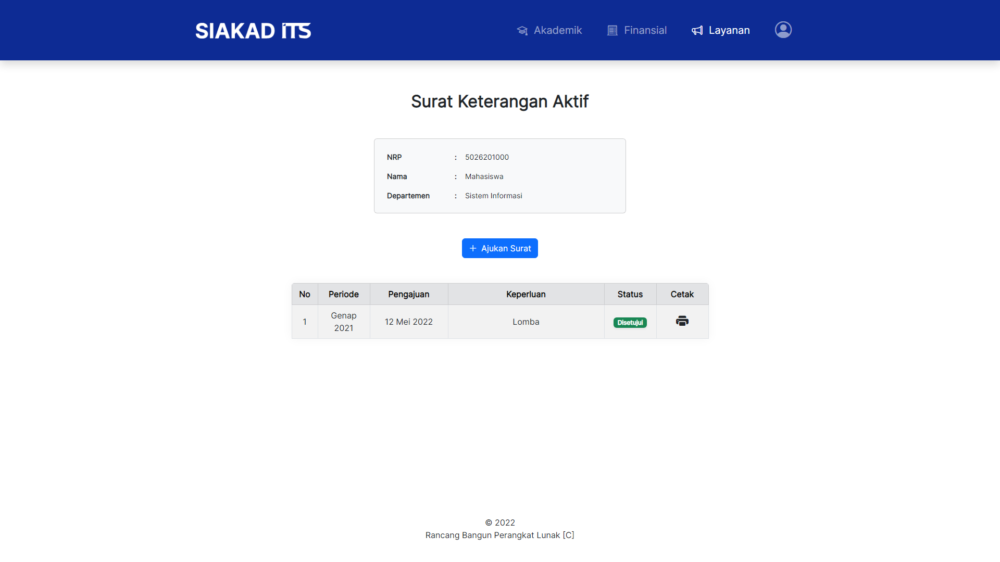 SIAKAD ITS
Akademik
Finansial
Layanan
Surat Keterangan Aktif
NRP : 5026201000
Nama : Mahasiswa
Departemen : Sistem Informasi
Ajukan Surat
No Periode Pengajuan Keperluan Status Cetak
1 Genap 2021 12 Mei 2022 Lomba Disetujui
© 2022
Rancang Bangun Perangkat Lunak [C]